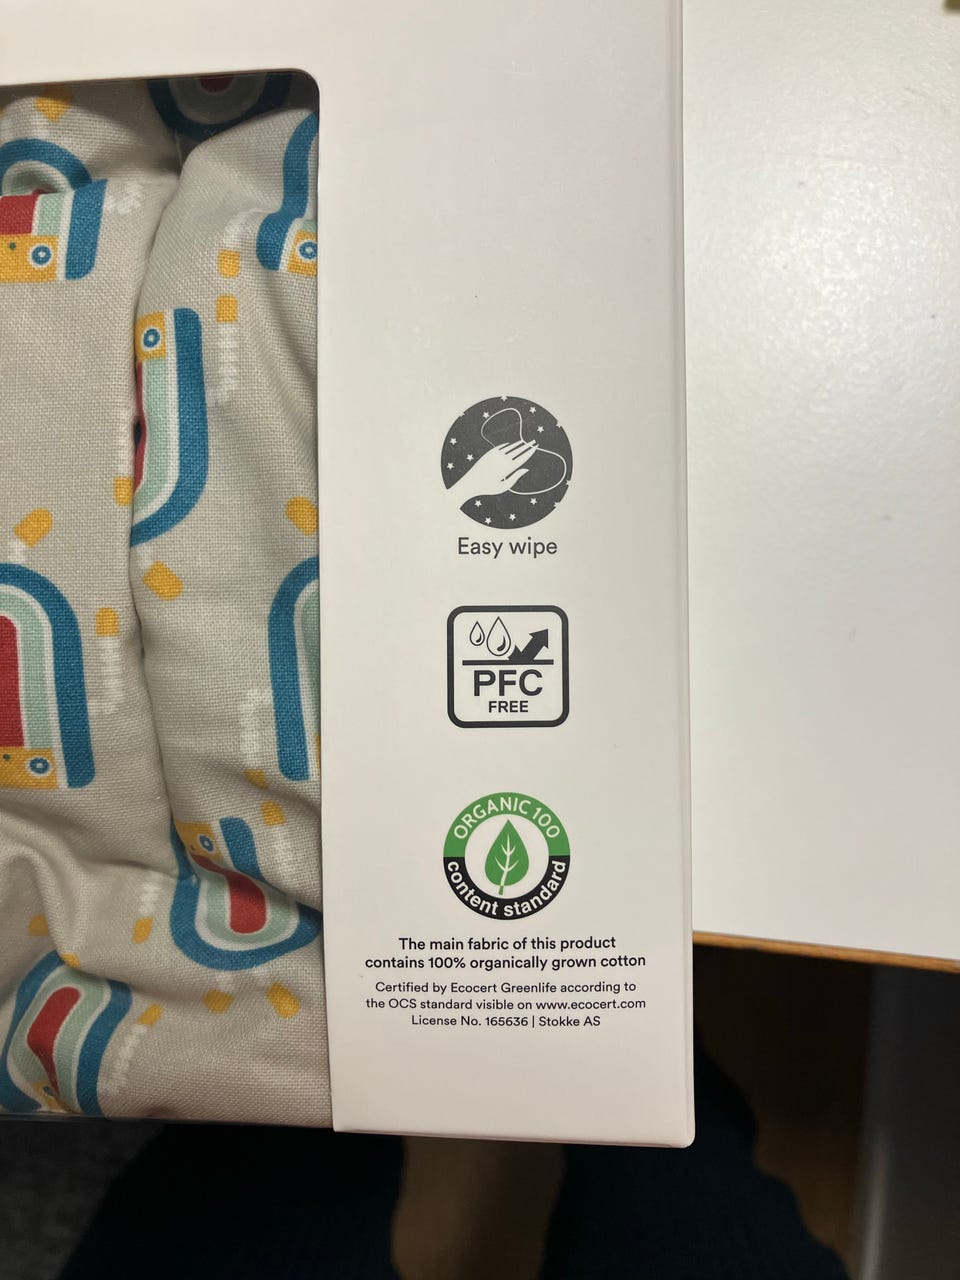 Easy wipe
PFC
FREE
ORGANIC 100
content standard
The main fabric of this product
contains 100% organically grown cotton
Certified by Ecocert Greenlife according to
the OCS standard visible on www.ecocert.com
License No. 165636 | Stokke AS